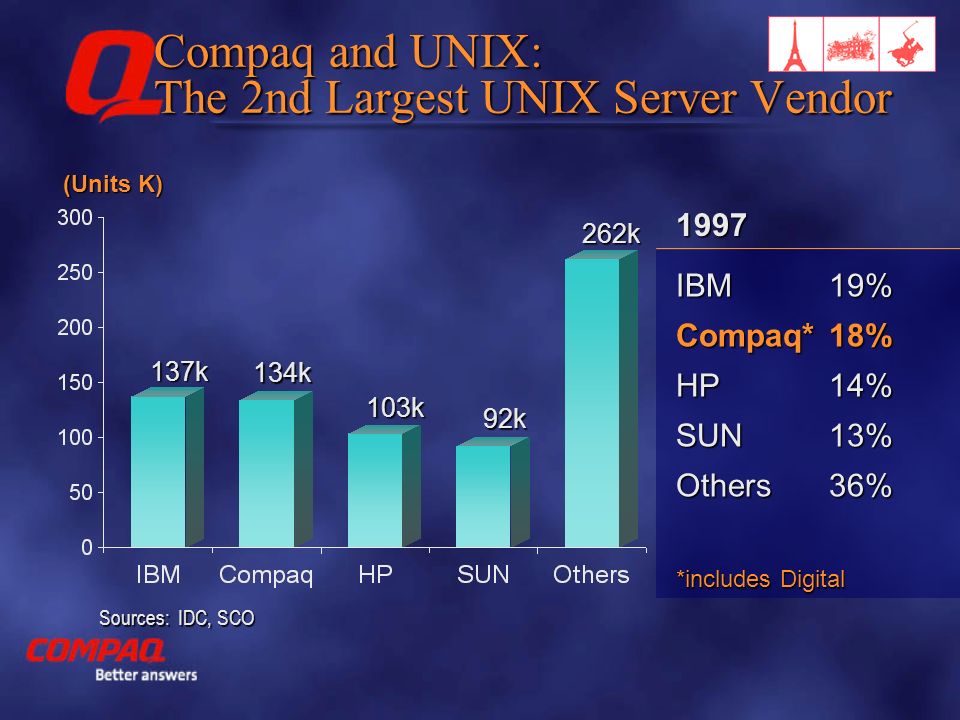 Compaq and UNIX:
The 2nd Largest UNIX Server Vendor
(Units K)
300
250
200
150
100
50
0
137k
134k
103k
92k
262k
IBM
Compaq
HP
SUN
Others
1997
IBM 19%
Compaq* 18%
HP 14%
SUN 13%
Others 36%
*includes Digital
Sources: IDC, SCO
COMPAQ
Better answers